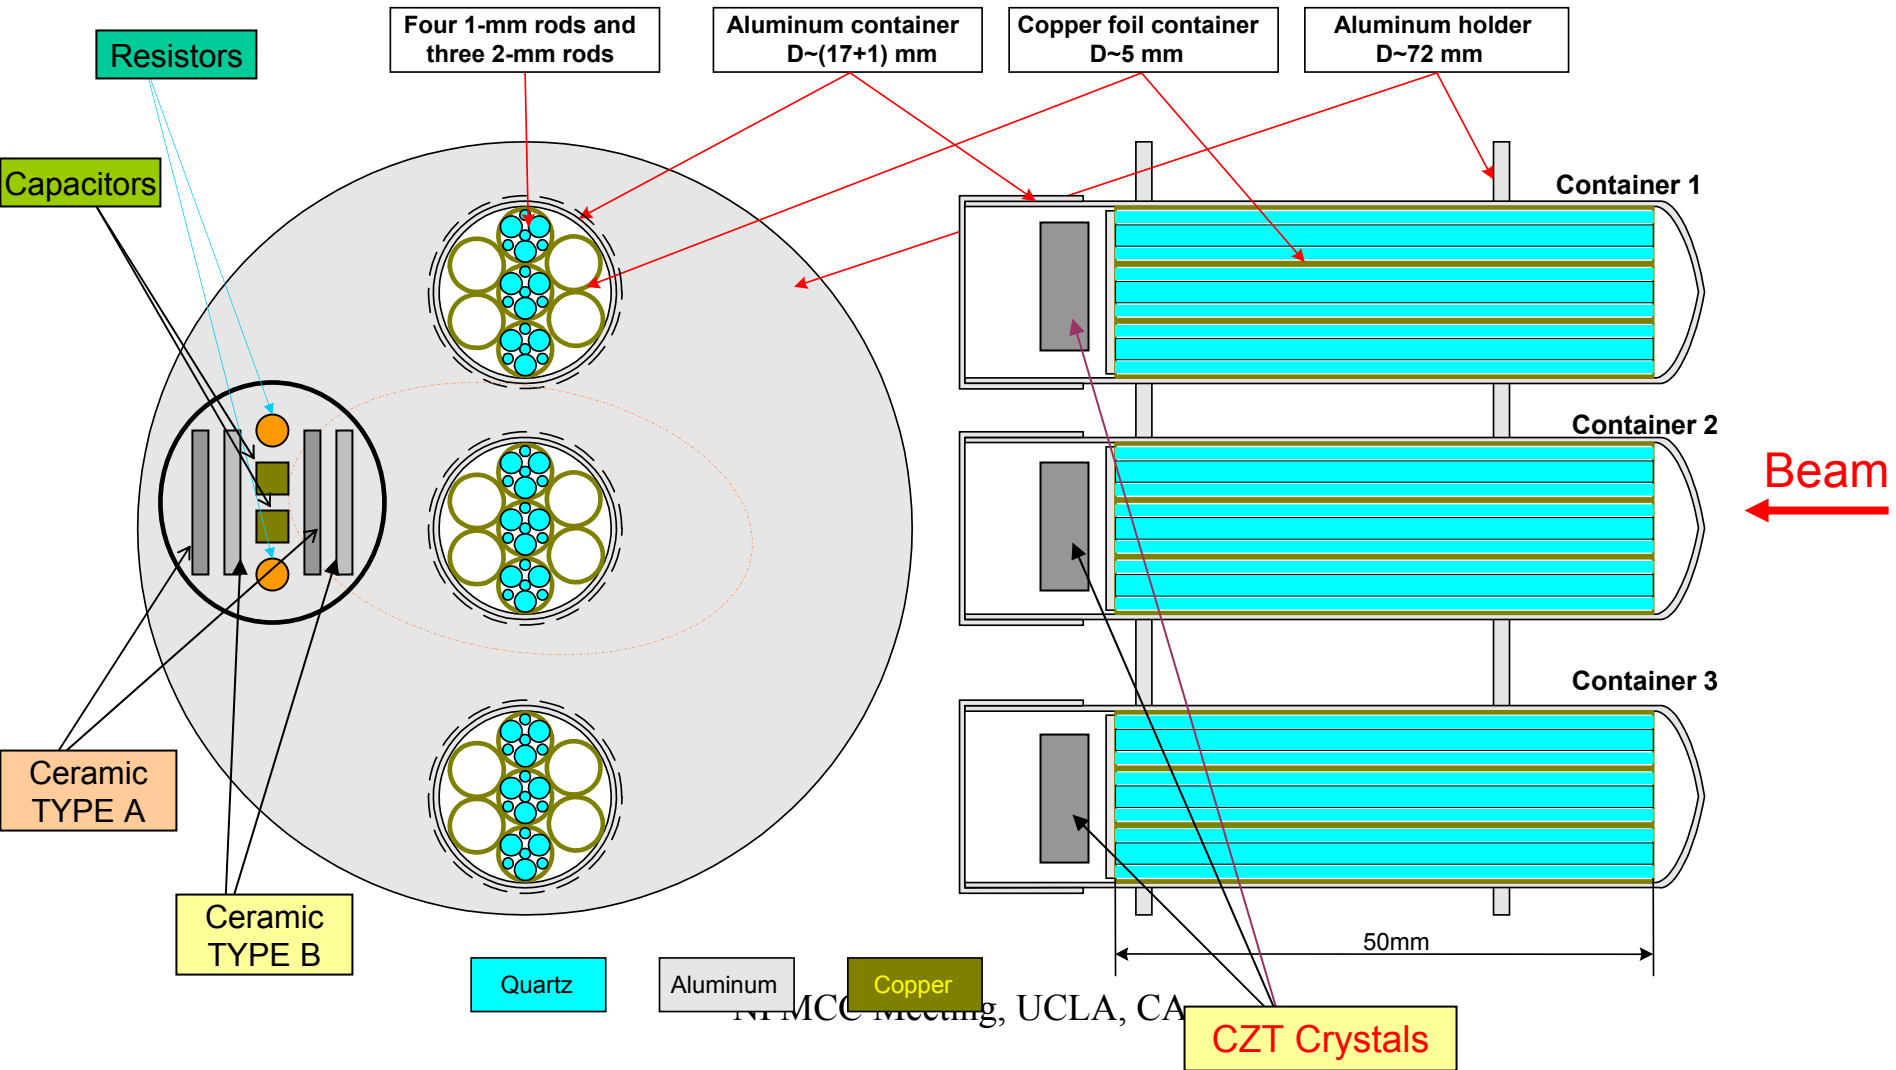 Four 1-mm rods and
three 2-mm rods
Aluminum container
D~(17+1) mm
Copper foil container
D~5 mm
Aluminum holder
D~72 mm
Resistors
Capacitors
Container 1
Container 2
Beam
Container 3
Ceramic
TYPE A
Ceramic
TYPE B
50mm
Quartz
Aluminum
Copper
Meeting, UCLA, CA
CZT Crystals